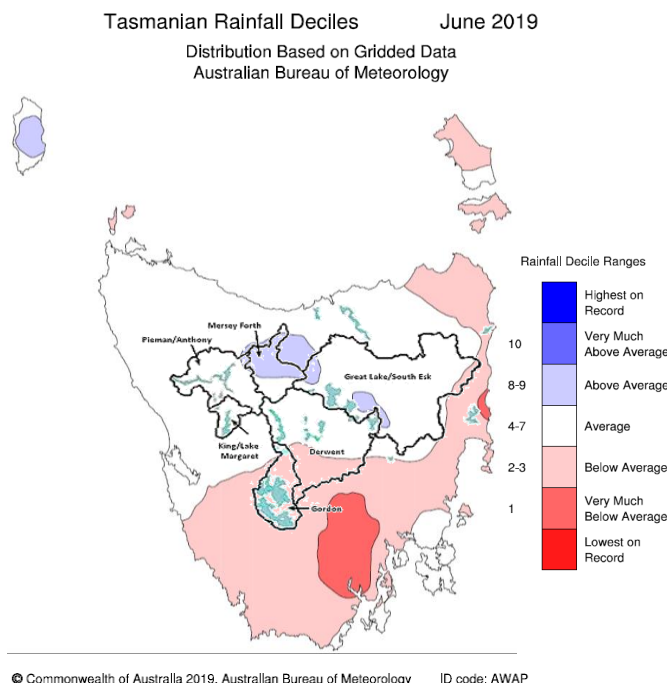 Tasmanian Rainfall Deciles June 2019
Distribution Based on Gridded Data
Australian Bureau of Meteorology
Rainfall Decile Ranges
Highest on
Record
10 Very Much
Above Average
8-9 Above Average
4-7 Average
2-3 Below Average
1 Very Much
Below Average
Lowest on
Record
Mersey Forth
Pieman/Anthony
Great Lake/South Esk
King/Lake
Margaret
Derwent
Gordon
© Commonwealth of Australia 2019, Australian Bureau of Meteorology ID code: AWAP